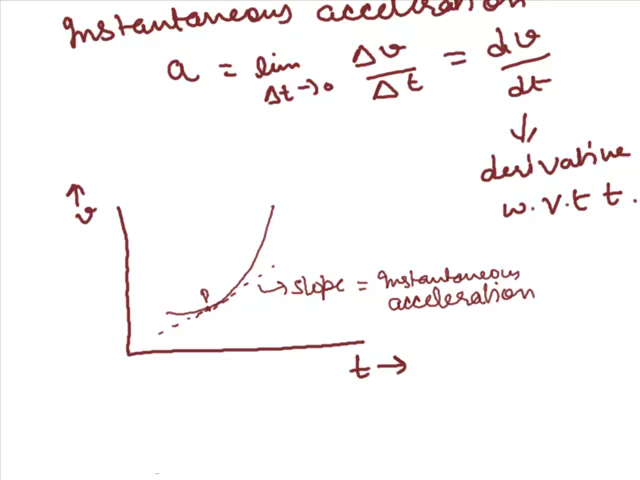 Instantaneous acceleration
a = lim Δt→0 Δv/Δt = dv/dt
↓
derivative
w.r.t t.
↑
v
P
→ slope = Instantaneous
acceleration
t →